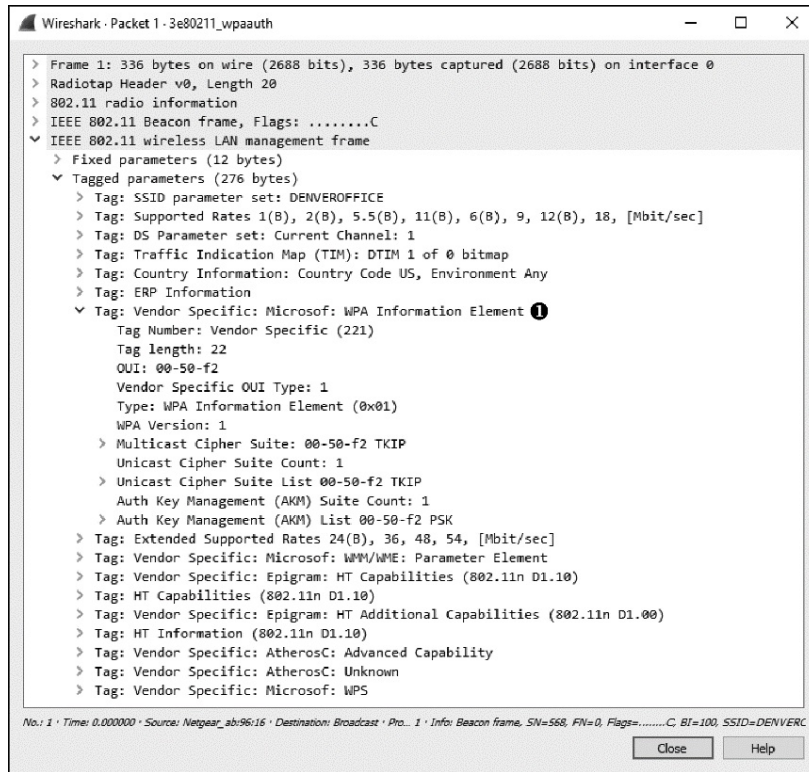 Wireshark · Packet 1 · 3e80211_wpaauth
> Frame 1: 336 bytes on wire (2688 bits), 336 bytes captured (2688 bits) on interface 0
> Radiotap Header v0, Length 20
> 802.11 radio information
> IEEE 802.11 Beacon frame, Flags: ........C
IEEE 802.11 wireless LAN management frame
> Fixed parameters (12 bytes)
Tagged parameters (276 bytes)
> Tag: SSID parameter set: DENVEROFFICE
> Tag: Supported Rates 1(B), 2(B), 5.5(B), 11(B), 6(B), 9, 12(B), 18, [Mbit/sec]
> Tag: DS Parameter set: Current Channel: 1
> Tag: Traffic Indication Map (TIM): DTIM 1 of 0 bitmap
> Tag: Country Information: Country Code US, Environment Any
> Tag: ERP Information
Tag: Vendor Specific: Microsof: WPA Information Element ❶
Tag Number: Vendor Specific (221)
Tag length: 22
OUI: 00-50-f2
Vendor Specific OUI Type: 1
Type: WPA Information Element (0x01)
WPA Version: 1
> Multicast Cipher Suite: 00-50-f2 TKIP
Unicast Cipher Suite Count: 1
> Unicast Cipher Suite List 00-50-f2 TKIP
Auth Key Management (AKM) Suite Count: 1
> Auth Key Management (AKM) List 00-50-f2 PSK
> Tag: Extended Supported Rates 24(B), 36, 48, 54, [Mbit/sec]
> Tag: Vendor Specific: Microsof: WMM/WME: Parameter Element
> Tag: Vendor Specific: Epigram: HT Capabilities (802.11n D1.10)
> Tag: HT Capabilities (802.11n D1.10)
> Tag: Vendor Specific: Epigram: HT Additional Capabilities (802.11n D1.00)
> Tag: HT Information (802.11n D1.10)
> Tag: Vendor Specific: AtherosC: Advanced Capability
> Tag: Vendor Specific: AtherosC: Unknown
> Tag: Vendor Specific: Microsof: WPS
No.: 1 · Time: 0.000000 · Source: Netgear_ab:96:16 · Destination: Broadcast · Pro... 1 · Info: Beacon frame, SN=568, FN=0, Flags=........C, BI=100, SSID=DENVERC
Close Help